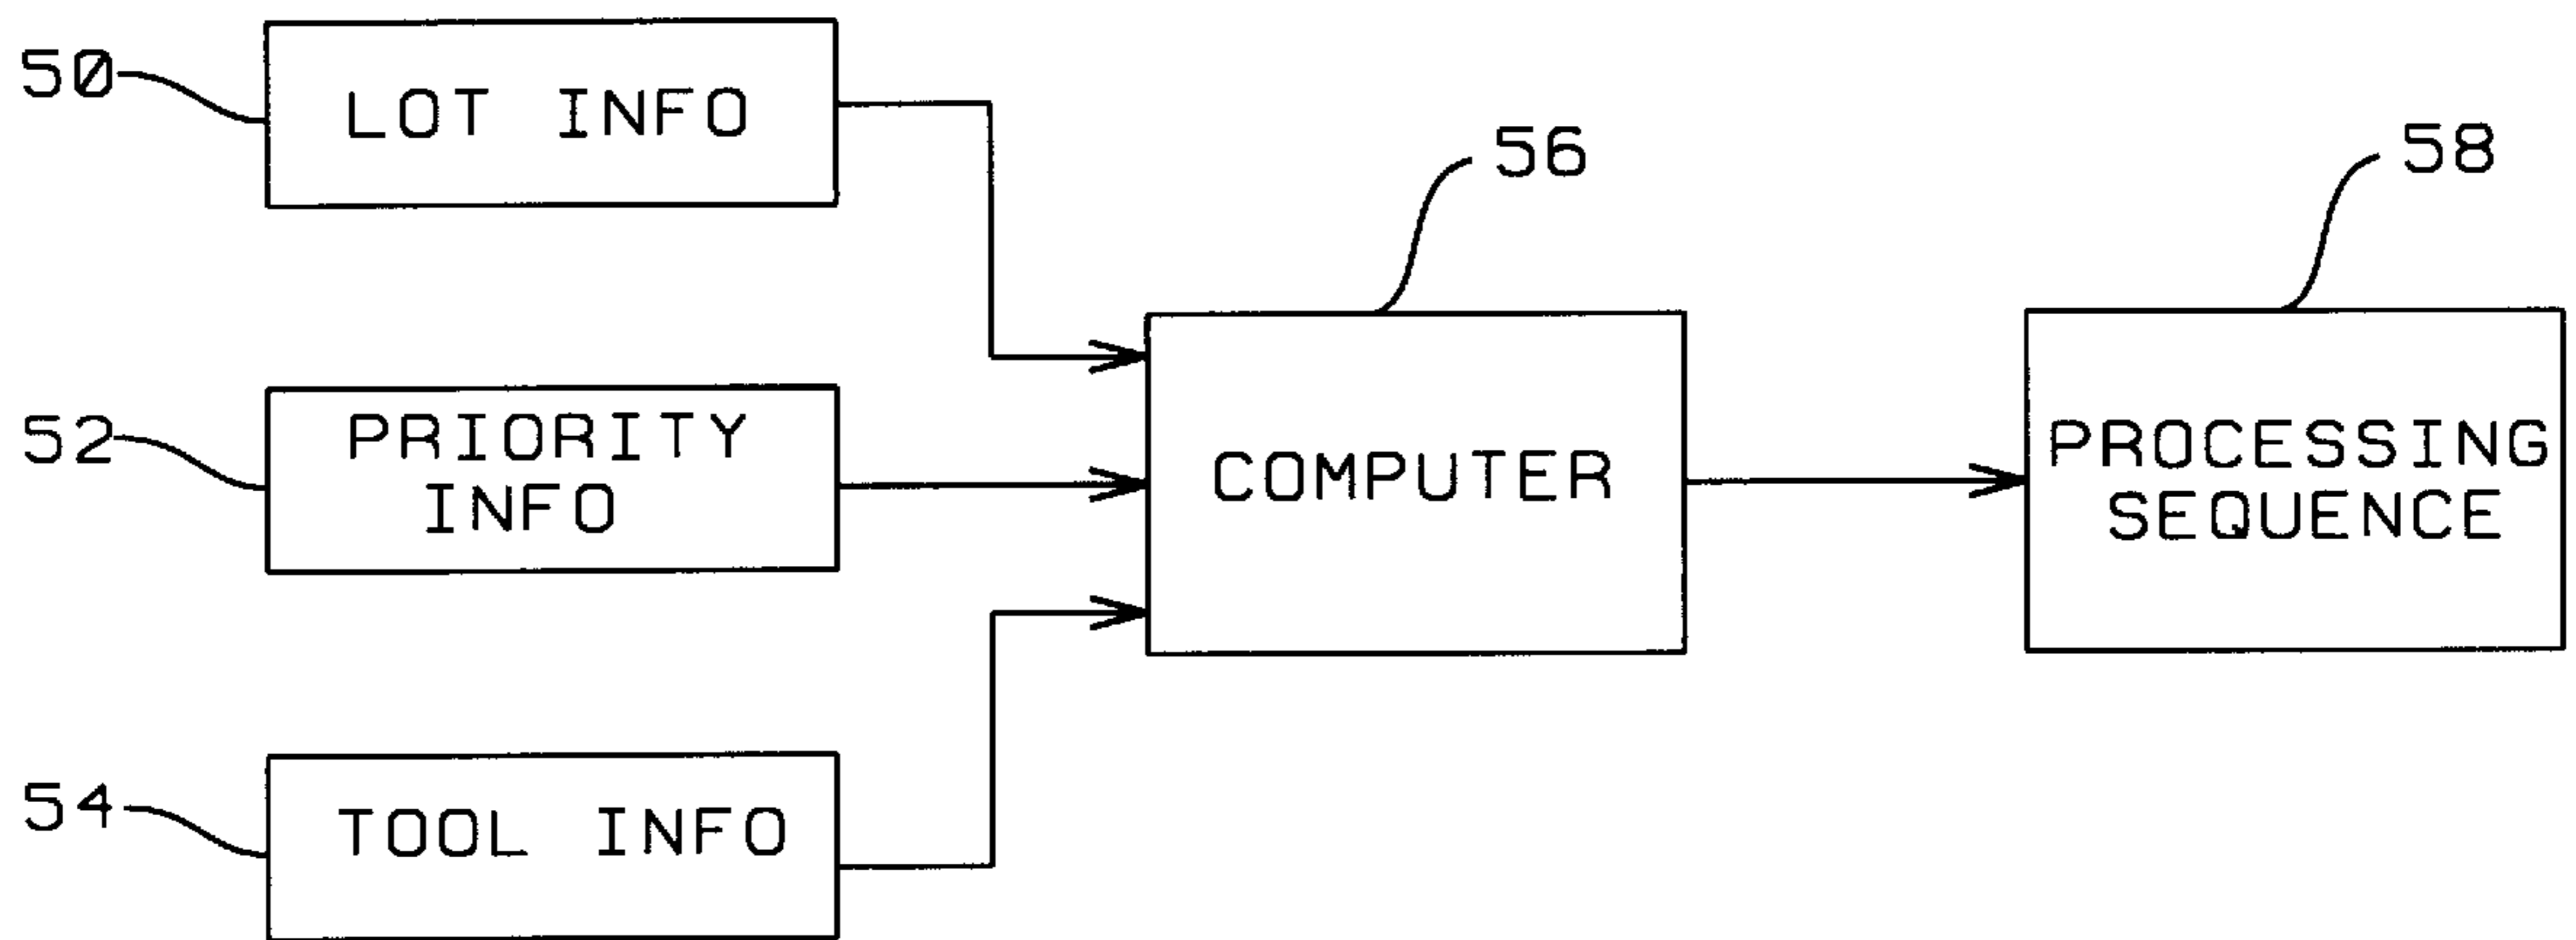 50
LOT INFO
52
PRIORITY
INFO
54
TOOL INFO
56
COMPUTER
58
PROCESSING
SEQUENCE